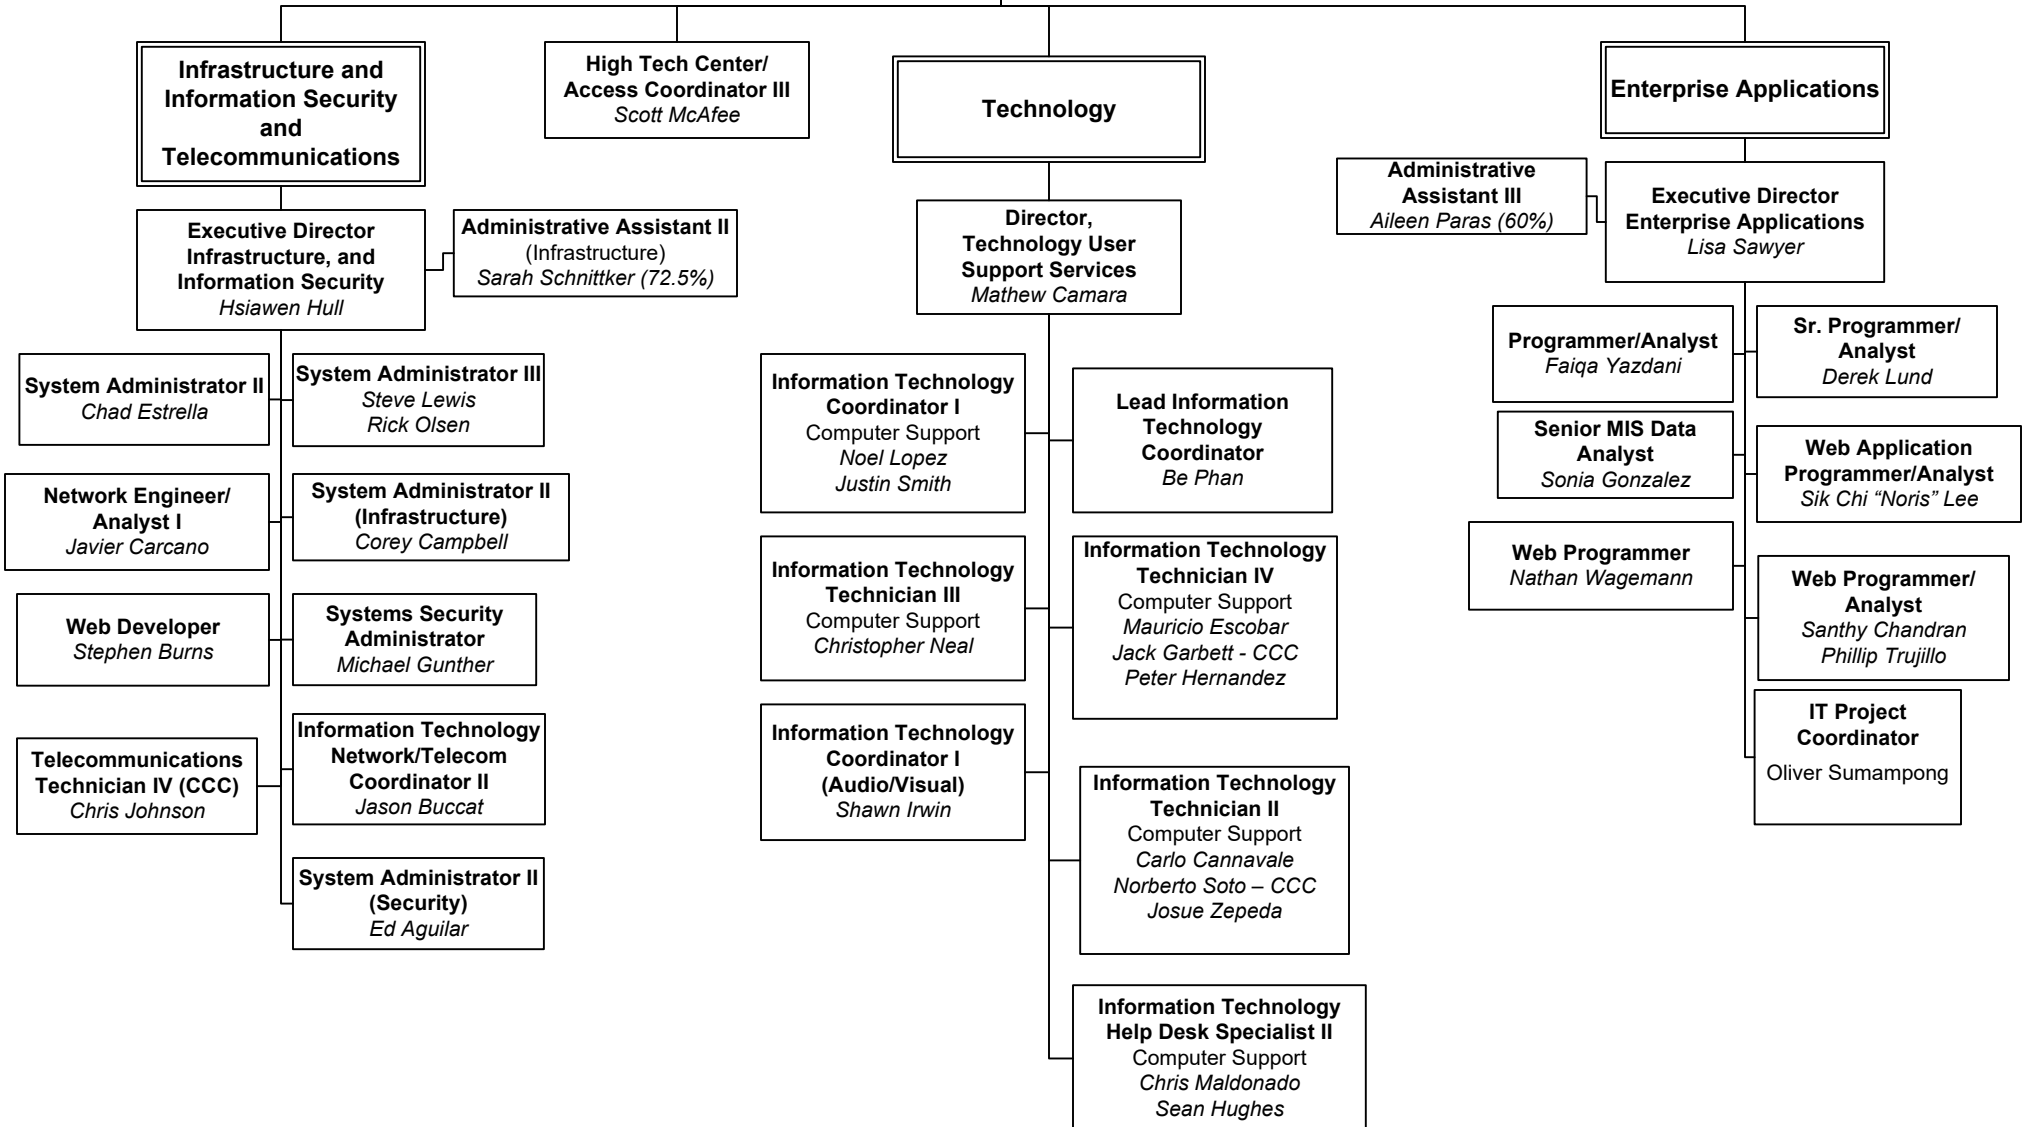 Infrastructure and
Information Security
and
Telecommunications
High Tech Center/
Access Coordinator III
Scott McAfee
Technology
Enterprise Applications
Executive Director
Infrastructure, and
Information Security
Hsiawen Hull
Administrative Assistant II
(Infrastructure)
Sarah Schnittker (72.5%)
Director,
Technology User
Support Services
Mathew Camara
Administrative
Assistant III
Aileen Paras (60%)
Executive Director
Enterprise Applications
Lisa Sawyer
System Administrator II
Chad Estrella
System Administrator III
Steve Lewis
Rick Olsen
Network Engineer/
Analyst I
Javier Carcano
System Administrator II
(Infrastructure)
Corey Campbell
Web Developer
Stephen Burns
Systems Security
Administrator
Michael Gunther
Telecommunications
Technician IV (CCC)
Chris Johnson
Information Technology
Network/Telecom
Coordinator II
Jason Buccat
System Administrator II
(Security)
Ed Aguilar
Information Technology
Coordinator I
Computer Support
Noel Lopez
Justin Smith
Lead Information
Technology
Coordinator
Be Phan
Information Technology
Technician III
Computer Support
Christopher Neal
Information Technology
Technician IV
Computer Support
Mauricio Escobar
Jack Garbett - CCC
Peter Hernandez
Information Technology
Coordinator I
(Audio/Visual)
Shawn Irwin
Information Technology
Technician II
Computer Support
Carlo Cannavale
Norberto Soto – CCC
Josue Zepeda
Information Technology
Help Desk Specialist II
Computer Support
Chris Maldonado
Sean Hughes
Programmer/Analyst
Faiqa Yazdani
Sr. Programmer/
Analyst
Derek Lund
Senior MIS Data
Analyst
Sonia Gonzalez
Web Application
Programmer/Analyst
Sik Chi “Noris” Lee
Web Programmer
Nathan Wagemann
Web Programmer/
Analyst
Santhy Chandran
Phillip Trujillo
IT Project
Coordinator
Oliver Sumampong